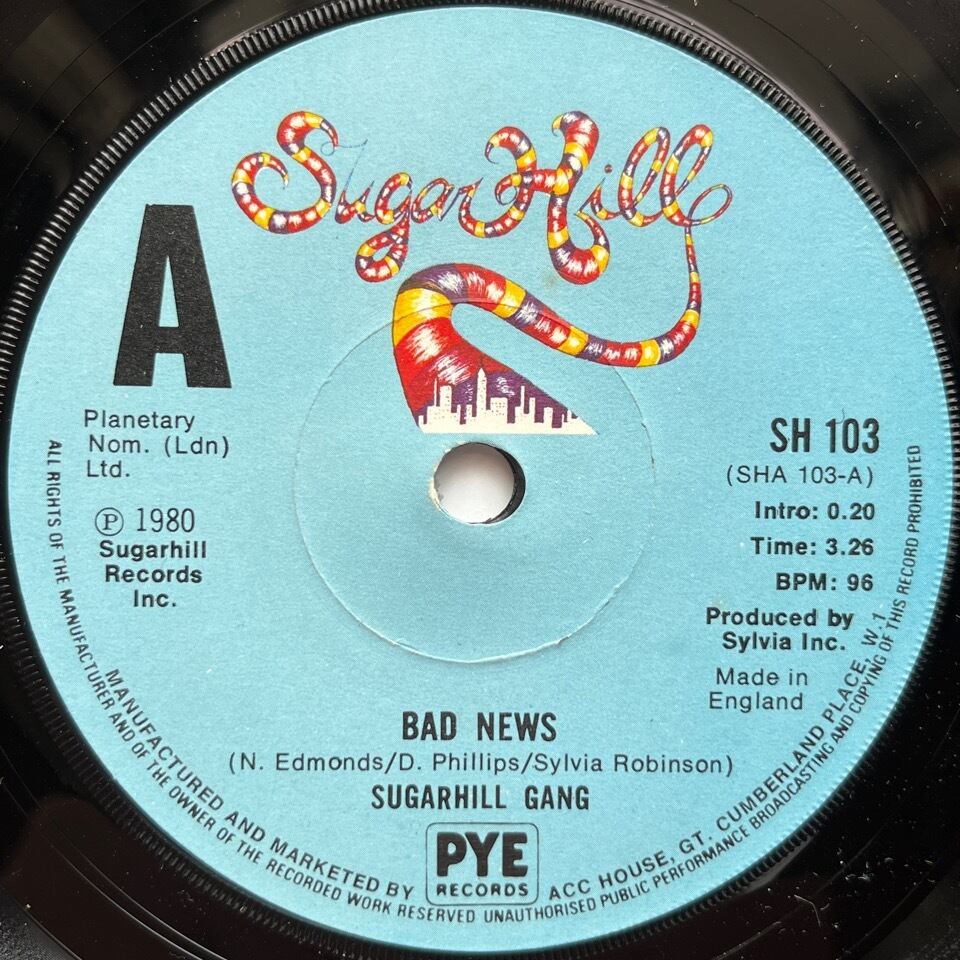 Sugar Hill
A
Planetary
Nom. (Ldn)
Ltd.
℗ 1980
Sugarhill
Records
Inc.
SH 103
(SHA 103-A)
Intro: 0.20
Time: 3.26
BPM: 96
Produced by
Sylvia Inc.
Made in
England
BAD NEWS
(N. Edmonds/D. Phillips/Sylvia Robinson)
SUGARHILL GANG
PYE
RECORDS
MANUFACTURED AND MARKETED BY
ACC HOUSE, GT. CUMBERLAND PLACE, W.1
ALL RIGHTS OF THE MANUFACTURER AND OF THE OWNER OF THE RECORDED WORK RESERVED UNAUTHORISED PUBLIC PERFORMANCE BROADCASTING AND COPYING OF THIS RECORD PROHIBITED